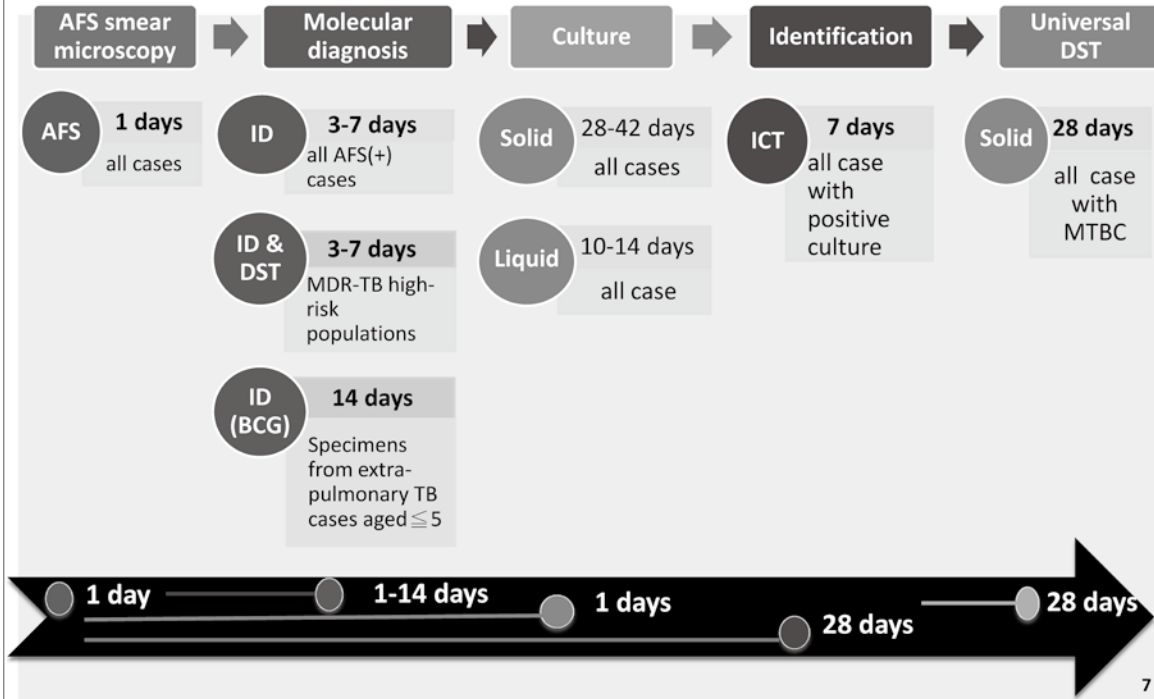 AFS smear
microscopy
Molecular
diagnosis
Culture
Identification
Universal
DST
AFS
1 days
all cases
ID
3-7 days
all AFS(+)
cases
ID &
DST
3-7 days
MDR-TB high-
risk
populations
ID
(BCG)
14 days
Specimens
from extra-
pulmonary TB
cases aged≦5
Solid
28-42 days
all cases
Liquid
10-14 days
all case
ICT
7 days
all case
with
positive
culture
Solid
28 days
all case
with
MTBC
1 day
1-14 days
1 days
28 days
28 days
7